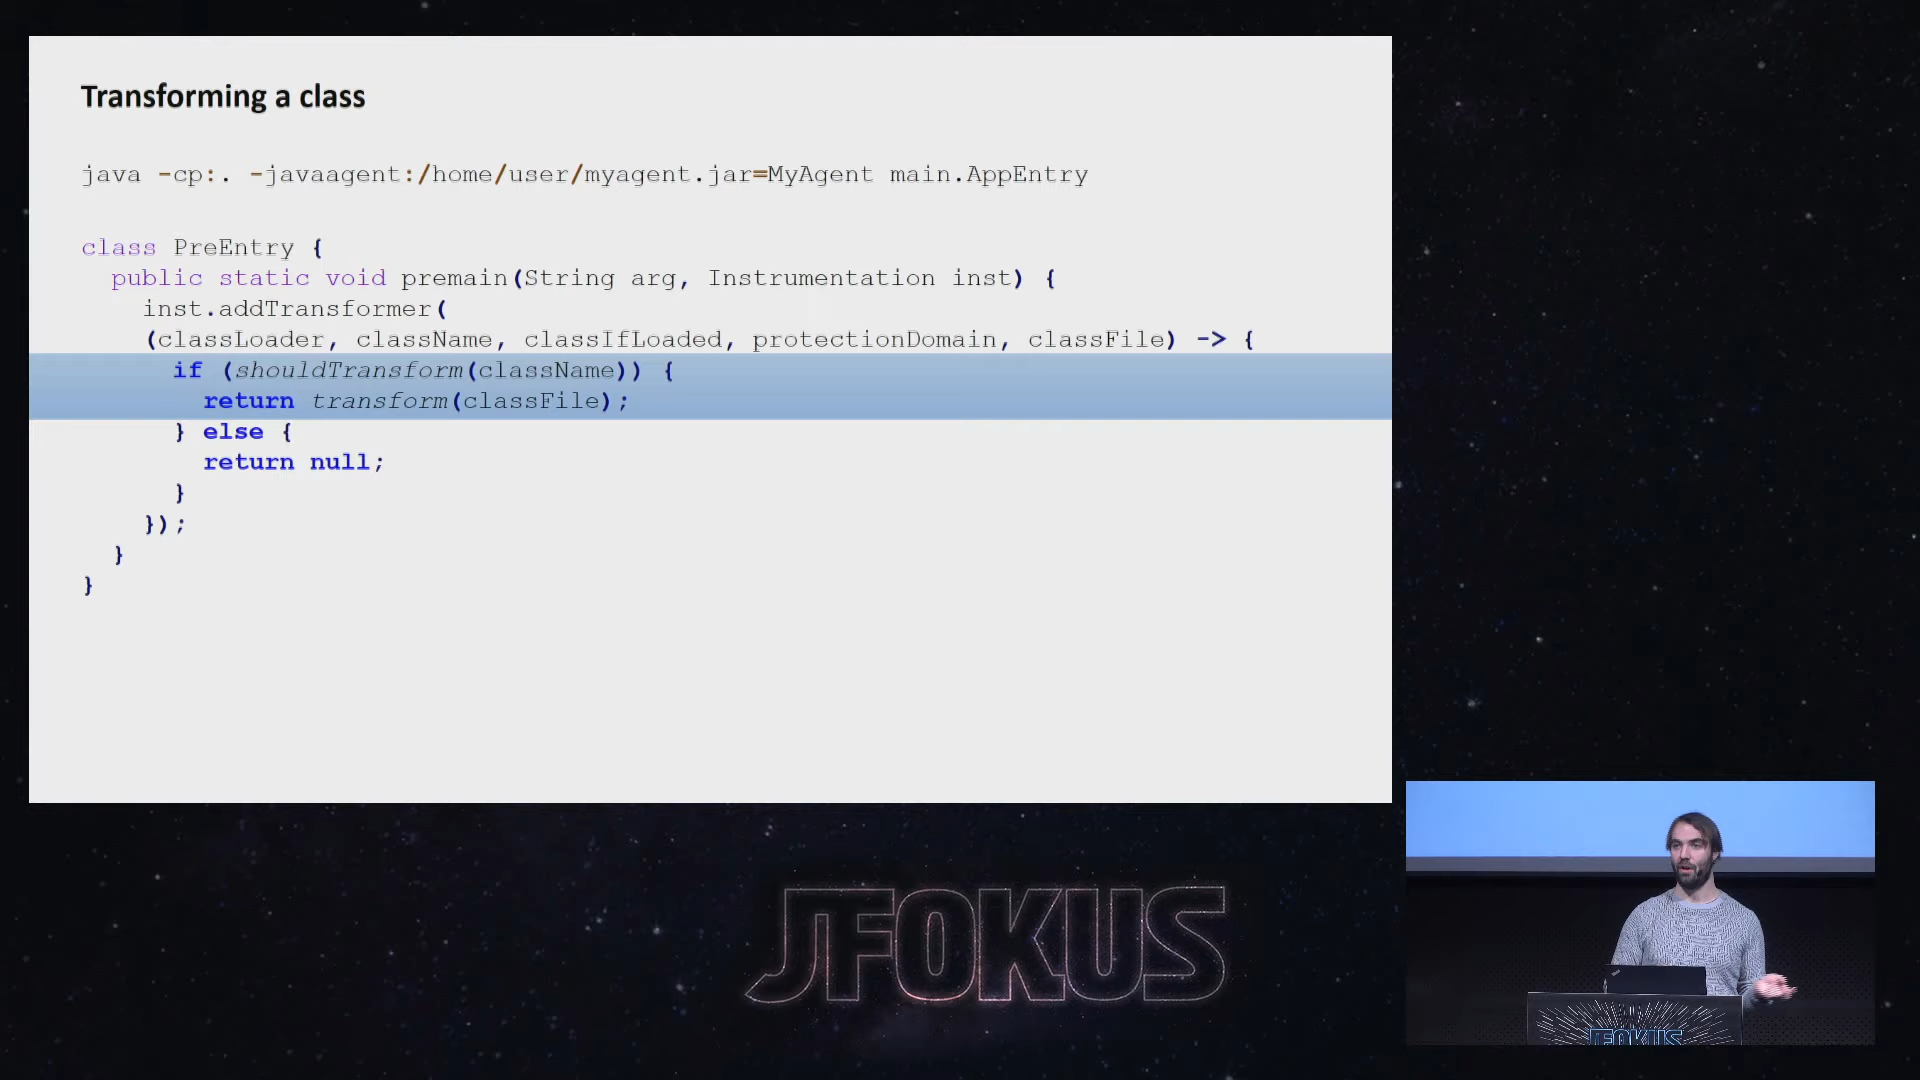 Transforming a class
java -cp:. -javaagent:/home/user/myagent.jar=MyAgent main.AppEntry
class PreEntry {
public static void premain(String arg, Instrumentation inst) {
inst.addTransformer(
(classLoader, className, classIfLoaded, protectionDomain, classFile) -> {
if (shouldTransform(className)) {
return transform(classFile);
} else {
return null;
}
});
}
}
JFOKUS
JFOKUS